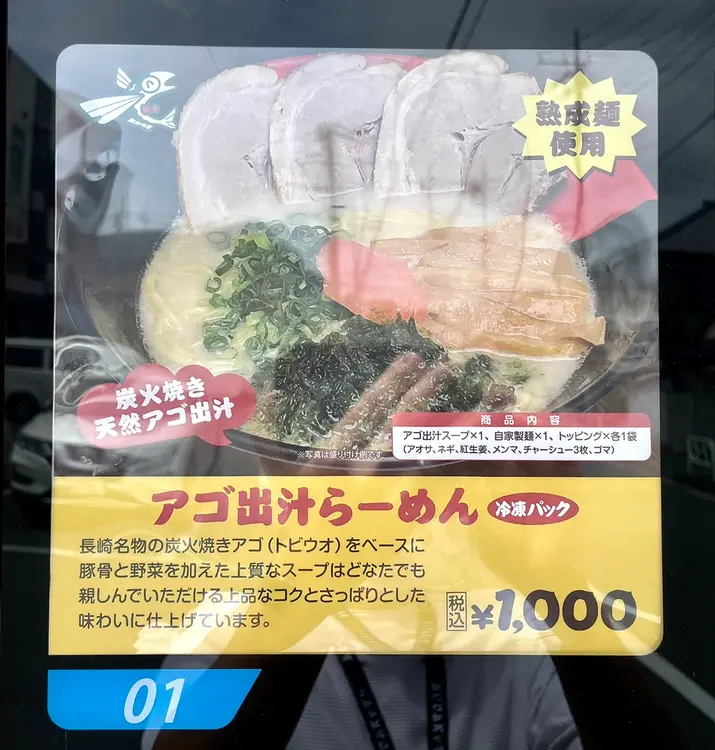 熟成麺
使用
炭火焼き
天然アゴ出汁
商品内容
アゴ出汁スープ×1、自家製麺×1、トッピング×各1袋
(アオサ、ネギ、紅生姜、メンマ、チャーシュー3枚、ゴマ)
※写真は盛り付け例です
アゴ出汁らーめん 冷凍パック
長崎名物の炭火焼きアゴ(トビウオ)をベースに
豚骨と野菜を加えた上質なスープはどなたでも
親しんでいただける上品なコクとさっぱりとした
味わいに仕上げています。
税込 ¥1,000
01